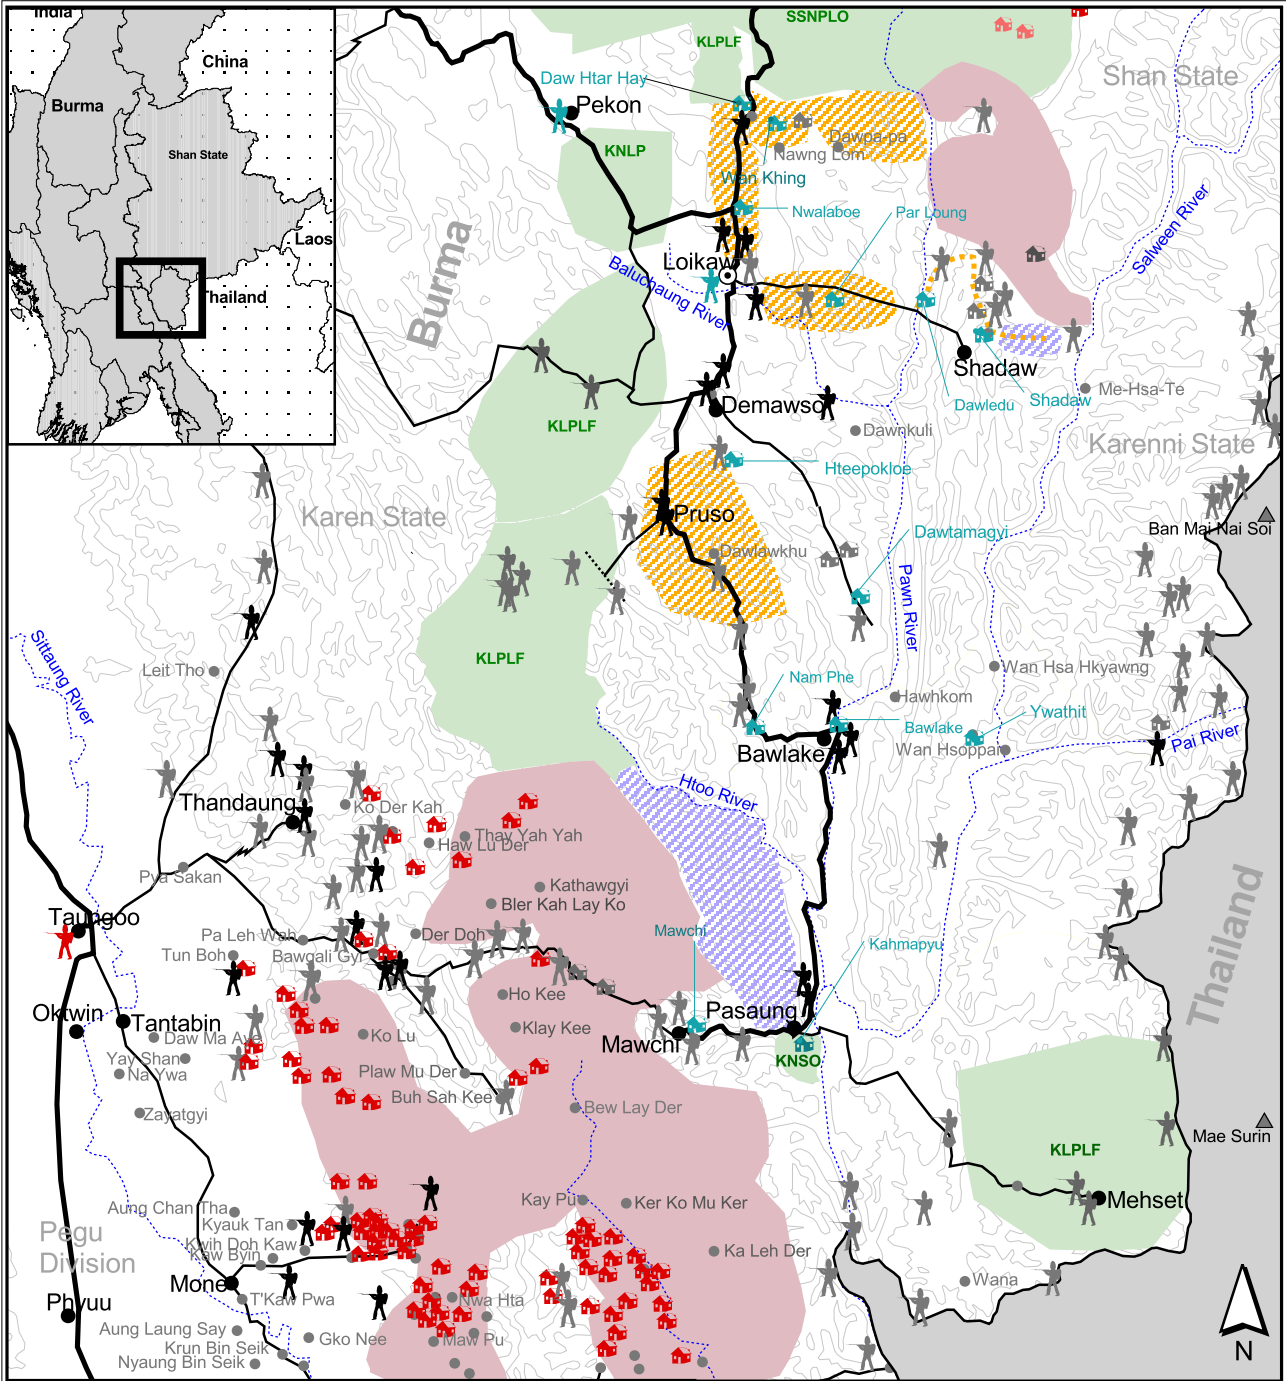 India
China
Burma
Shan State
Laos
Thailand
SSNPLO
KLPLF
Shan State
Daw Htar Hay
Pekon
KNLP
Dawpa-pa
Nawng Lom
Wan Khing
Nwalaboe
Par Loung
Salween River
Burma
Loikaw
Baluchaung River
Shadaw
Me-Hsa-Te
Shadaw
Dawledu
Demawso
KLPLF
Dawnkuli
Karenni State
Hteepokloe
Karen State
Pruso
Ban Mai Nai Soi
Dawtamagyi
Dawlawkhu
Pawn River
Sittaung River
Leit Tho
KLPLF
Wan Hsa Hkyawng
Nam Phe
Hawhkom
Ywathit
Bawlake
Bawlake
Wan Hsoppan
Pai River
Htoo River
Thandaung
Ko Der Kah
Thay Yah Yah
Haw Lu Der
Pya Sakan
Kathawgyi
Bler Kah Lay Ko
Taungoo
Pa Leh Wah
Der Doh
Mawchi
Kahmapyu
Tun Boh
Bawgali Gyi
Thailand
Ho Kee
Oktwin
Tantabin
Pasaung
Klay Kee
Daw Ma Aye
Ko Lu
Mawchi
Yay Shan
KNSO
Na Ywa
Plaw Mu Der
Buh Sah Kee
Bew Lay Der
Zayatgyi
Mae Surin
KLPLF
Kay Pu
Ker Ko Mu Ker
Mehset
Aung Chan Tha
Kyauk Tan
Pegu
Division
Kwih Doh Kaw
Kaw Byin
Ka Leh Der
Mone
Wana
T'Kaw Pwa
Nwa Hta
Phyuu
Aung Laung Say
Gko Nee
Maw Pu
Krun Bin Seik
Nyaung Bin Seik
N